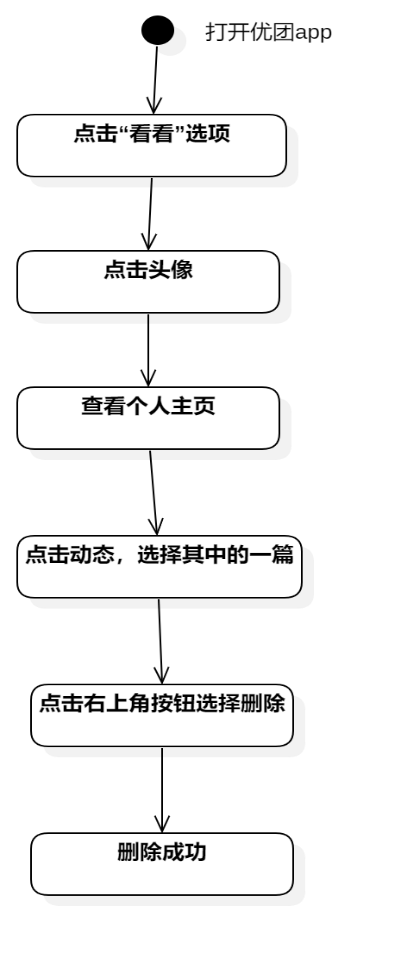 打开优团app
点击“看看”选项
点击头像
查看个人主页
点击动态，选择其中的一篇
点击右上角按钮选择删除
删除成功